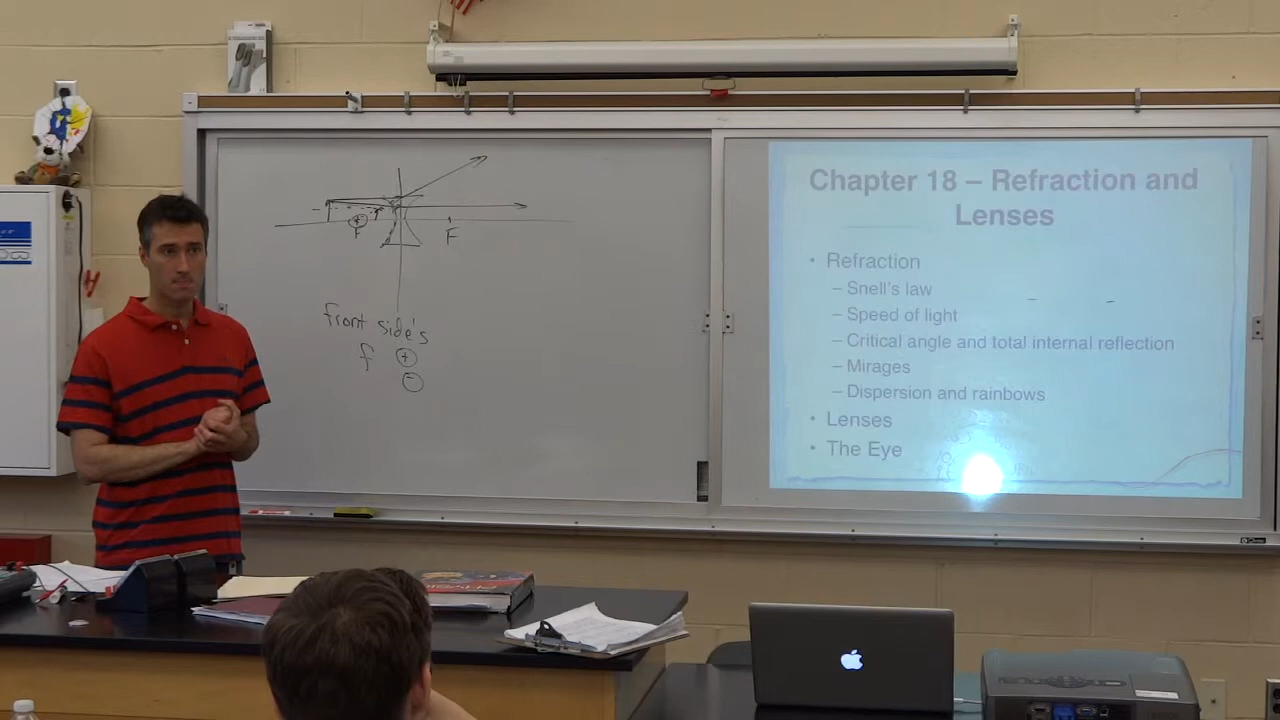 F
F
front side's
f +
-
Chapter 18 – Refraction and
Lenses
• Refraction
– Snell's law
– Speed of light
– Critical angle and total internal reflection
– Mirages
– Dispersion and rainbows
• Lenses
• The Eye